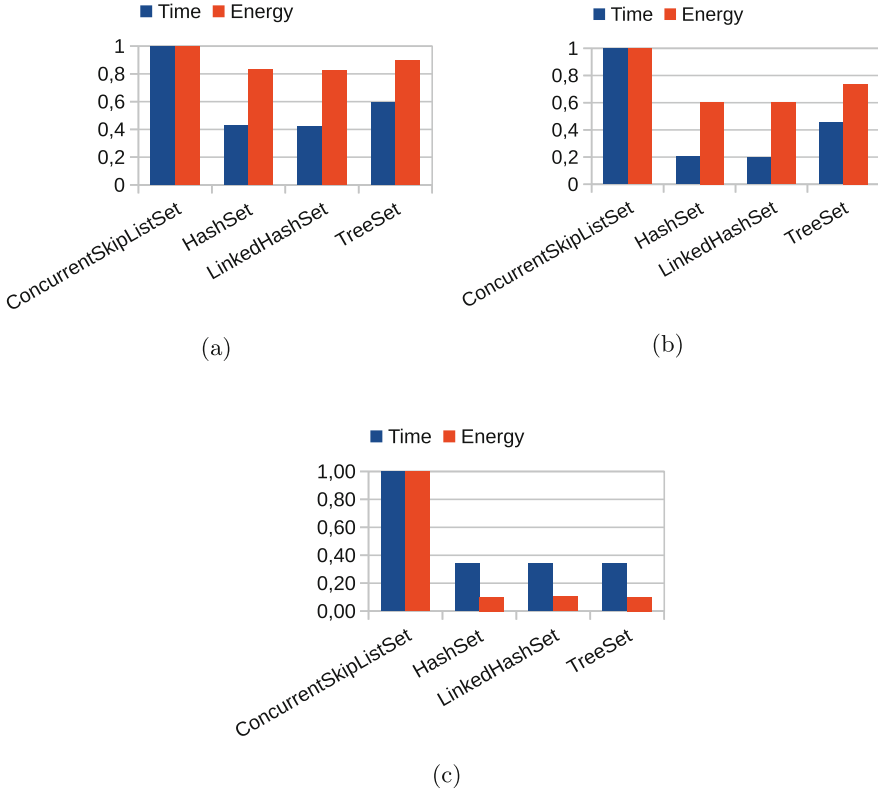 Time Energy
1
0,8
0,6
0,4
0,2
0
ConcurrentSkipListSet
HashSet
LinkedHashSet
TreeSet
(a)
Time Energy
1
0,8
0,6
0,4
0,2
0
ConcurrentSkipListSet
HashSet
LinkedHashSet
TreeSet
(b)
Time Energy
1,00
0,80
0,60
0,40
0,20
0,00
ConcurrentSkipListSet
HashSet
LinkedHashSet
TreeSet
(c)